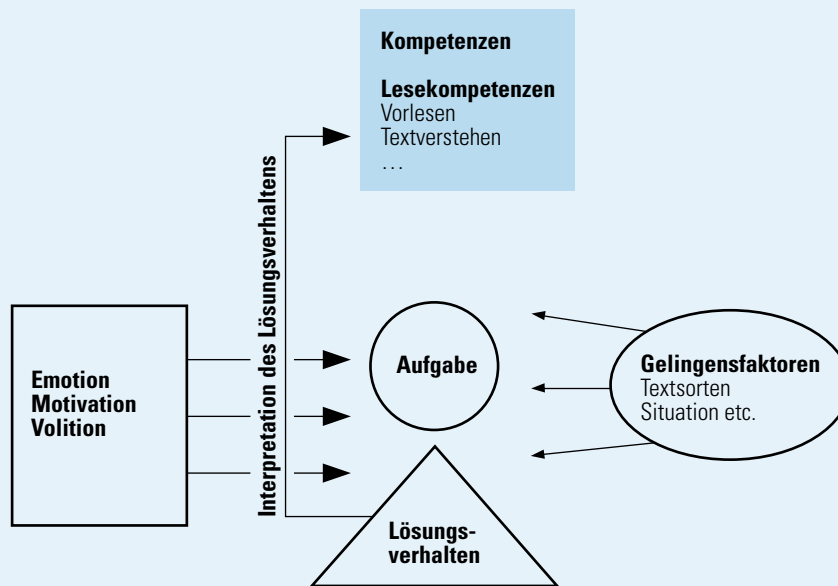 Kompetenzen
Lesekompetenzen
Vorlesen
Textverstehen
…
Interpretation des Lösungsverhaltens
Emotion
Motivation
Volition
Aufgabe
Gelingensfaktoren
Textsorten
Situation etc.
Lösungs-
verhalten